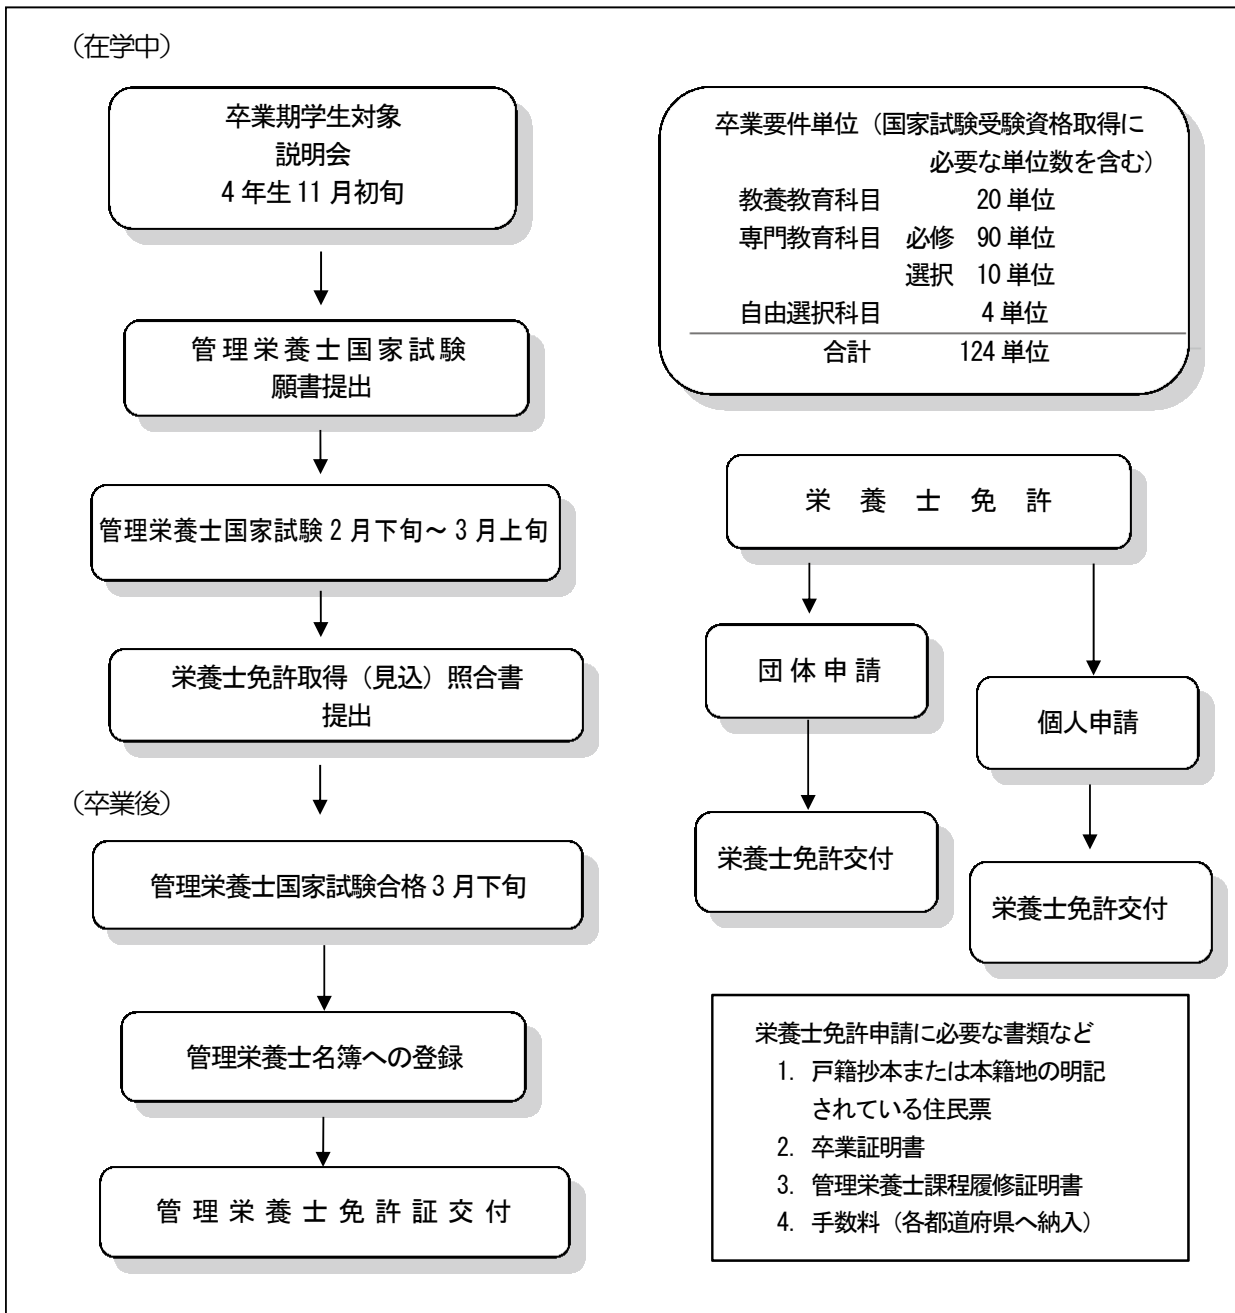 （在学中）
卒業期学生対象
説明会
4年生11月初旬
管理栄養士国家試験
願書提出
管理栄養士国家試験2月下旬～3月上旬
栄養士免許取得（見込）照合書
提出
（卒業後）
管理栄養士国家試験合格3月下旬
管理栄養士名簿への登録
管理栄養士免許証交付
卒業要件単位（国家試験受験資格取得に
必要な単位数を含む）
教養教育科目 20単位
専門教育科目 必修 90単位
選択 10単位
自由選択科目 4単位
合計 124単位
栄養士免許
団体申請
個人申請
栄養士免許交付
栄養士免許交付
栄養士免許申請に必要な書類など
1. 戸籍抄本または本籍地の明記
されている住民票
2. 卒業証明書
3. 管理栄養士課程履修証明書
4. 手数料（各都道府県へ納入）